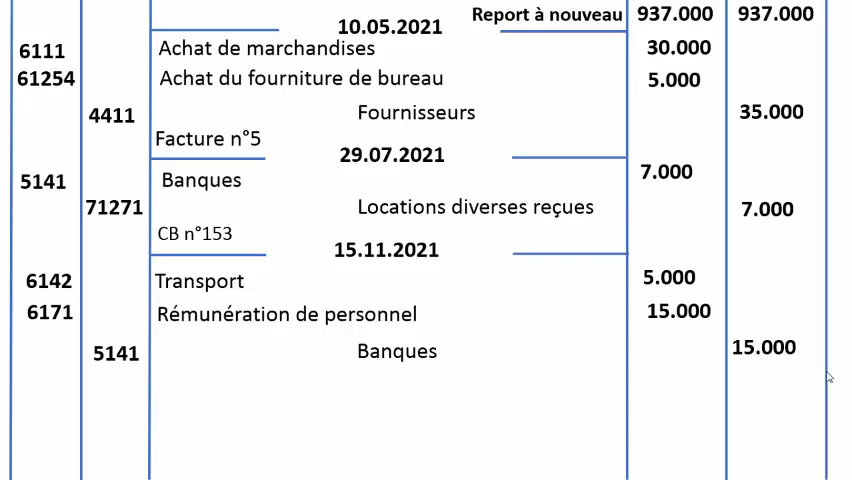 Report à nouveau 937.000 937.000
10.05.2021
6111 Achat de marchandises 30.000
61254 Achat du fourniture de bureau 5.000
4411 Fournisseurs 35.000
Facture n°5
29.07.2021
5141 Banques 7.000
71271 Locations diverses reçues 7.000
CB n°153
15.11.2021
6142 Transport 5.000
6171 Rémunération de personnel 15.000
5141 Banques 15.000